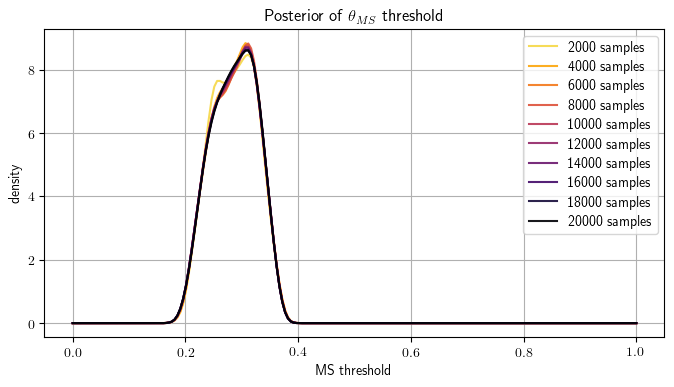 Posterior of θ_MS threshold
density
8
6
4
2
0
0.0 0.2 0.4 0.6 0.8 1.0
MS threshold
2000 samples
4000 samples
6000 samples
8000 samples
10000 samples
12000 samples
14000 samples
16000 samples
18000 samples
20000 samples